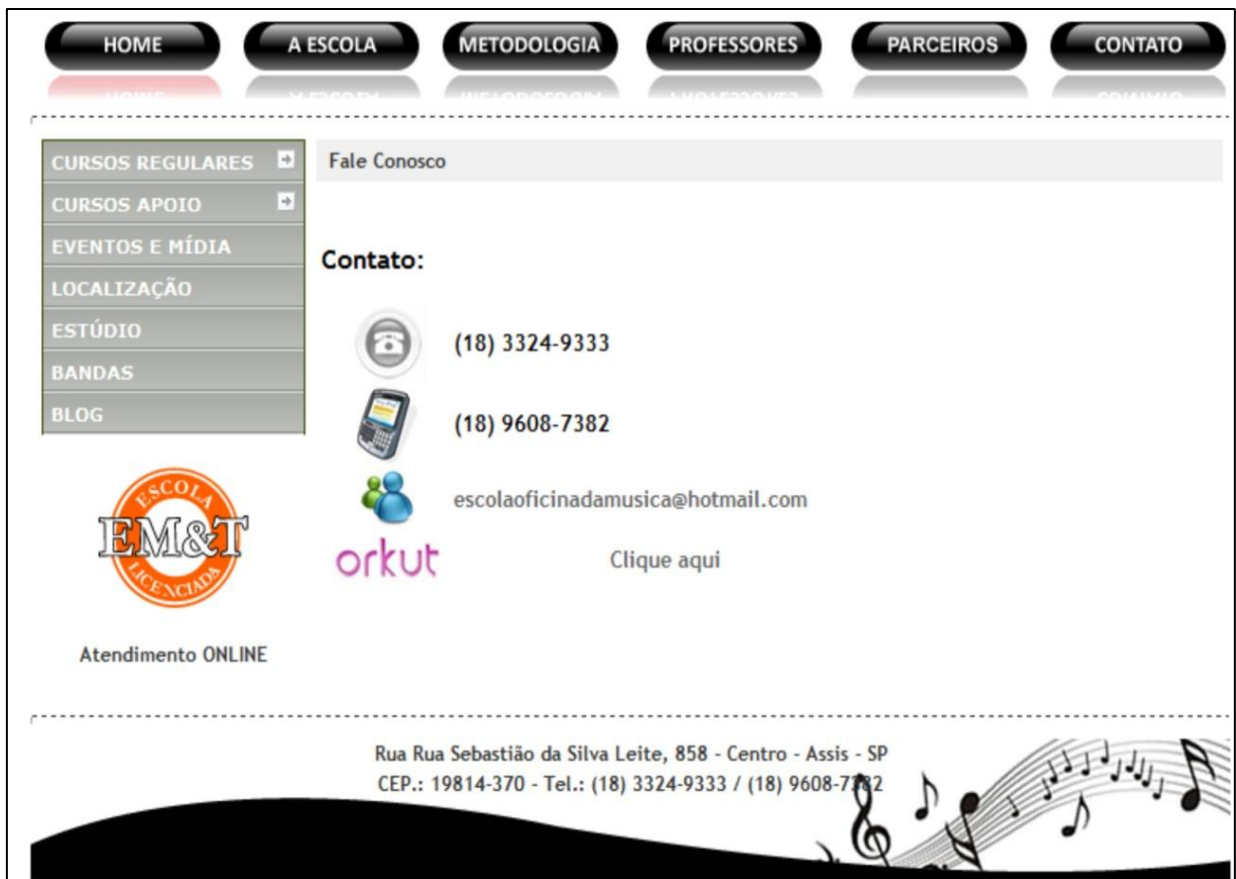 HOME A ESCOLA METODOLOGIA PROFESSORES PARCEIROS CONTATO
CURSOS REGULARES
CURSOS APOIO
EVENTOS E MÍDIA
LOCALIZAÇÃO
ESTÚDIO
BANDAS
BLOG
ESCOLA
EM&T
LICENCIADA
Atendimento ONLINE
Fale Conosco
Contato:
(18) 3324-9333
(18) 9608-7382
escolaoficinadamusica@hotmail.com
orkut Clique aqui
Rua Rua Sebastião da Silva Leite, 858 - Centro - Assis - SP
CEP.: 19814-370 - Tel.: (18) 3324-9333 / (18) 9608-7382